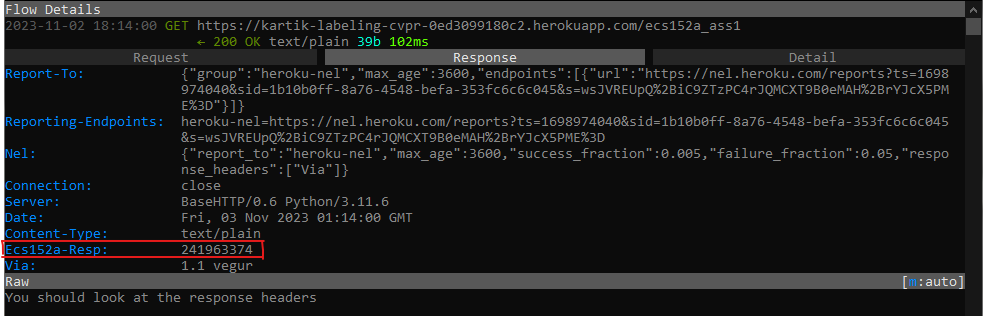 Flow Details
2023-11-02 18:14:00 GET https://kartik-labeling-cvpr-0ed3099180c2.herokuapp.com/ecs152a_ass1
← 200 OK text/plain 39b 102ms
Request Response Detail
Report-To: {"group":"heroku-nel","max_age":3600,"endpoints":[{"url":"https://nel.heroku.com/reports?ts=1698
974040&sid=1b10b0ff-8a76-4548-befa-353fc6c6c045&s=wsJVREUpQ%2BiC9ZTzPC4rJQMCXT9B0eMAH%2BrYJcX5PM
E%3D"}]}
Reporting-Endpoints: heroku-nel=https://nel.heroku.com/reports?ts=1698974040&sid=1b10b0ff-8a76-4548-befa-353fc6c6c045
&s=wsJVREUpQ%2BiC9ZTzPC4rJQMCXT9B0eMAH%2BrYJcX5PME%3D
Nel: {"report_to":"heroku-nel","max_age":3600,"success_fraction":0.005,"failure_fraction":0.05,"respo
nse_headers":["Via"]}
Connection: close
Server: BaseHTTP/0.6 Python/3.11.6
Date: Fri, 03 Nov 2023 01:14:00 GMT
Content-Type: text/plain
Ecs152a-Resp: 241963374
Via: 1.1 vegur
Raw [m:auto]
You should look at the response headers